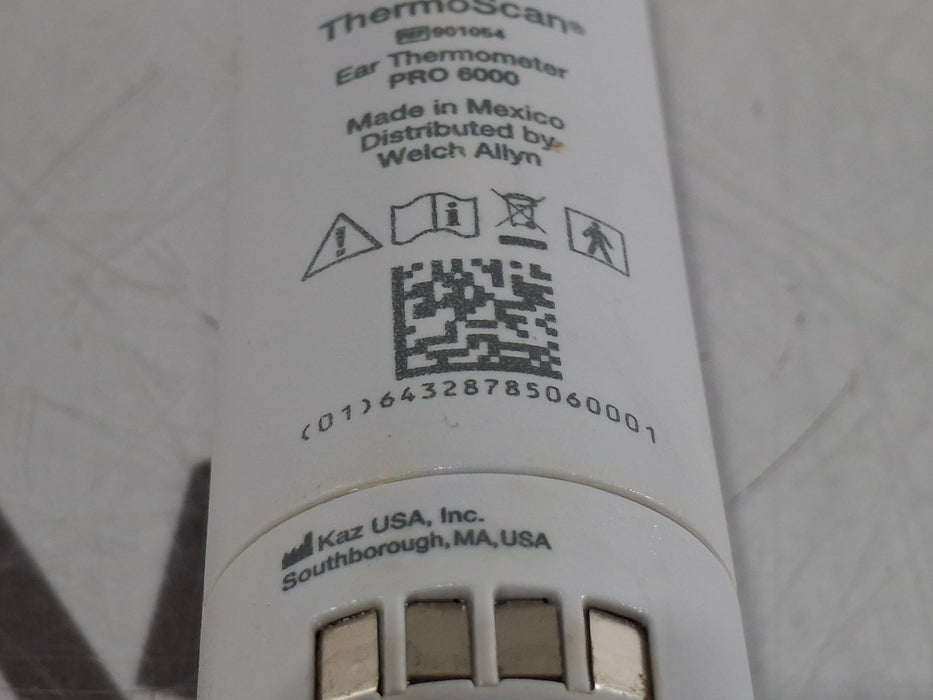 ThermoScan®
REF 901054
Ear Thermometer
PRO 6000
Made in Mexico
Distributed by
Welch Allyn
(01)64328785060001
Kaz USA, Inc.
Southborough, MA, USA